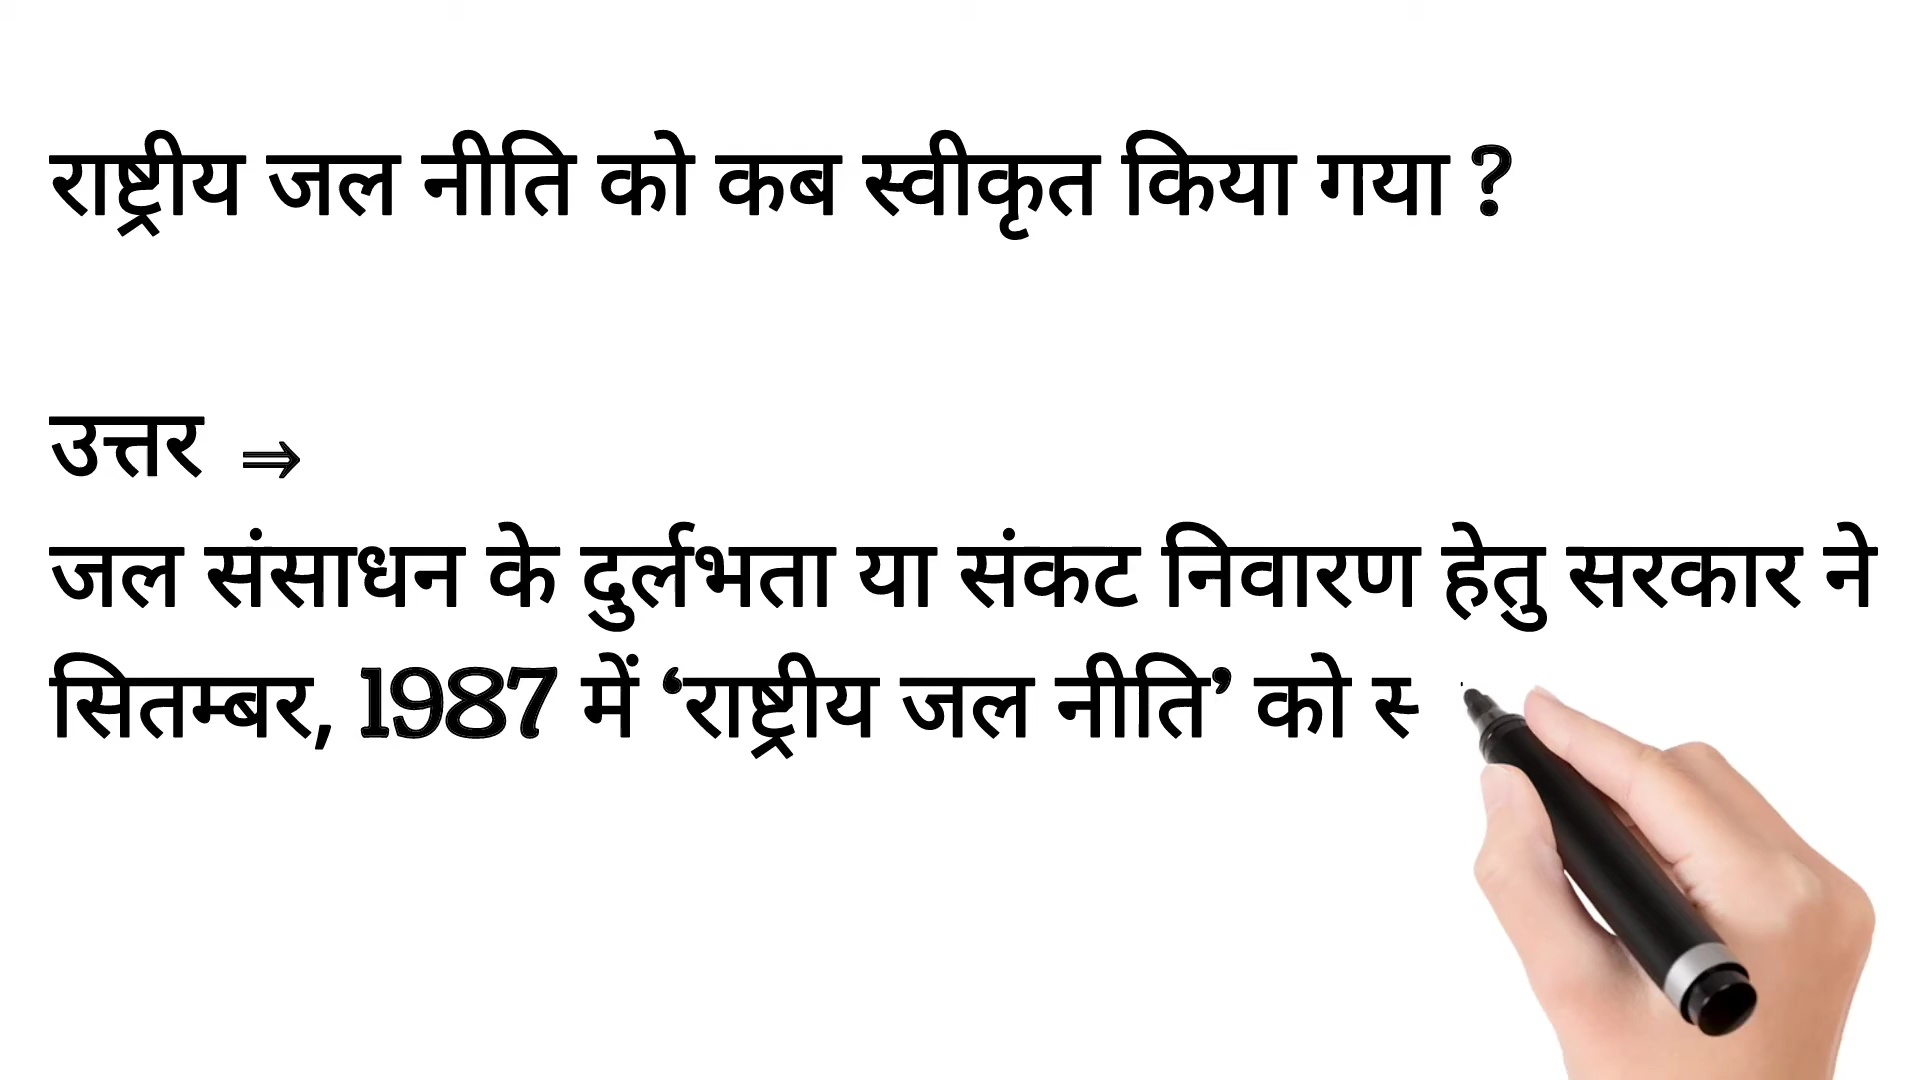 राष्ट्रीय जल नीति को कब स्वीकृत किया गया ?
उत्तर ⇒
जल संसाधन के दुर्लभता या संकट निवारण हेतु सरकार ने
सितम्बर, 1987 में ‘राष्ट्रीय जल नीति’ को